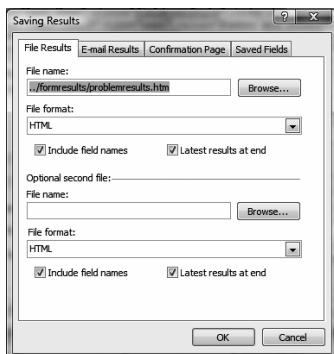 Saving Results
File Results E-mail Results Confirmation Page Saved Fields
File name:
../formresults/problemresults.htm Browse...
File format:
HTML
Include field names Latest results at end
Optional second file:
File name:
Browse...
File format:
HTML
Include field names Latest results at end
OK Cancel